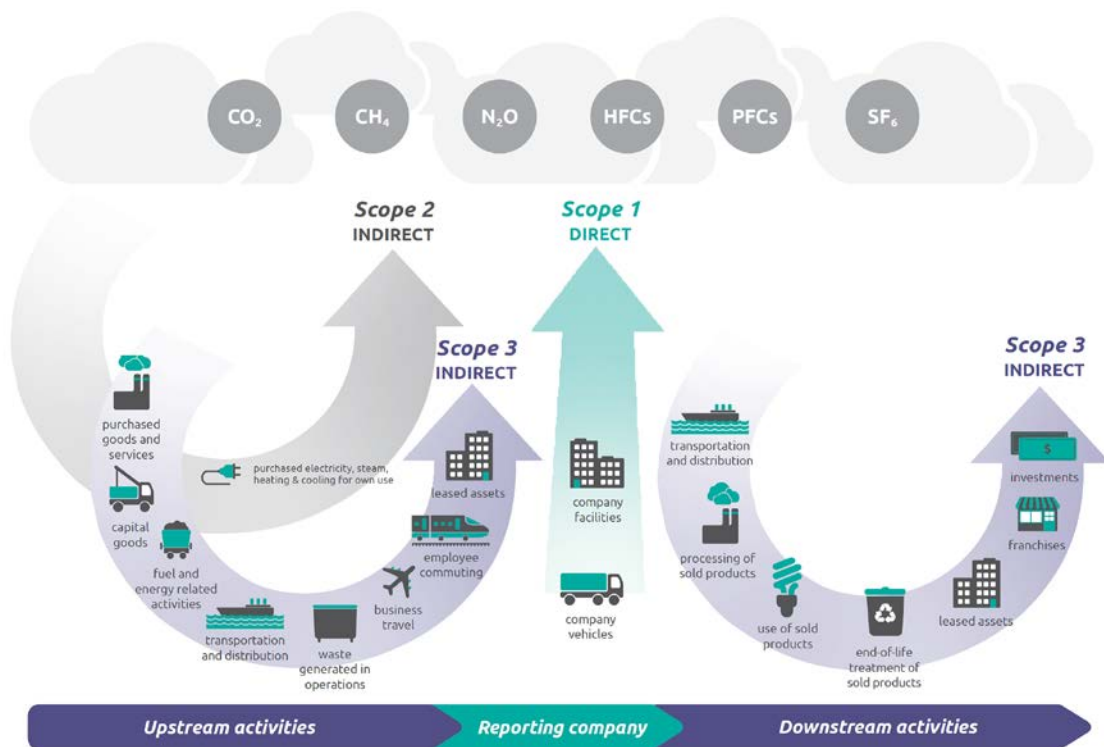 CO₂
CH₄
N₂O
HFCs
PFCs
SF₆
Scope 2
INDIRECT
Scope 1
DIRECT
Scope 3
INDIRECT
Scope 3
INDIRECT
purchased
goods and
services
capital
goods
fuel and
energy related
activities
transportation
and distribution
waste
generated in
operations
business
travel
employee
commuting
leased assets
purchased electricity, steam,
heating & cooling for own use
company
facilities
company
vehicles
transportation
and distribution
processing of
sold products
use of sold
products
end-of-life
treatment of
sold products
leased assets
franchises
$
investments
Upstream activities
Reporting company
Downstream activities